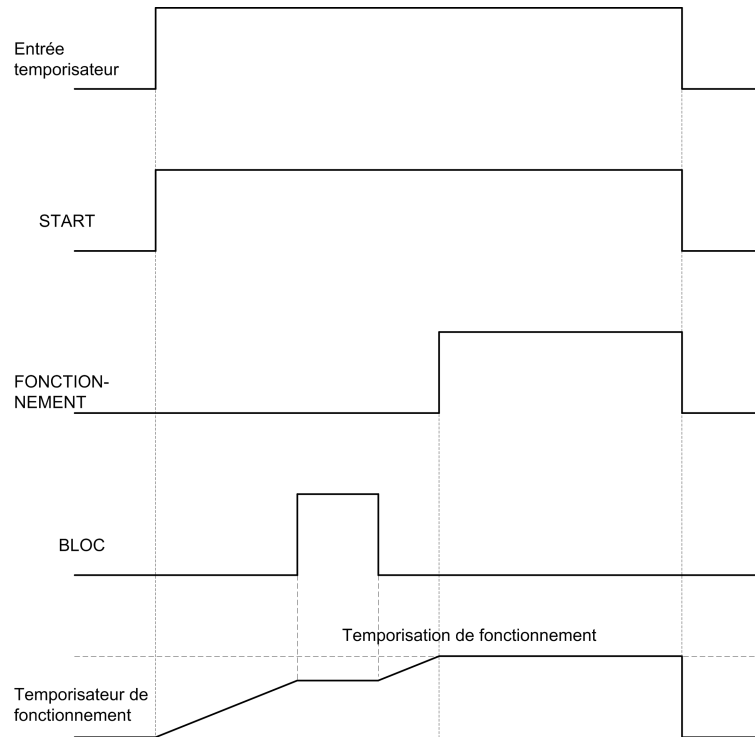 Entrée
temporisateur
START
FONCTION-
NEMENT
BLOC
Temporisation de fonctionnement
Temporisateur de
fonctionnement